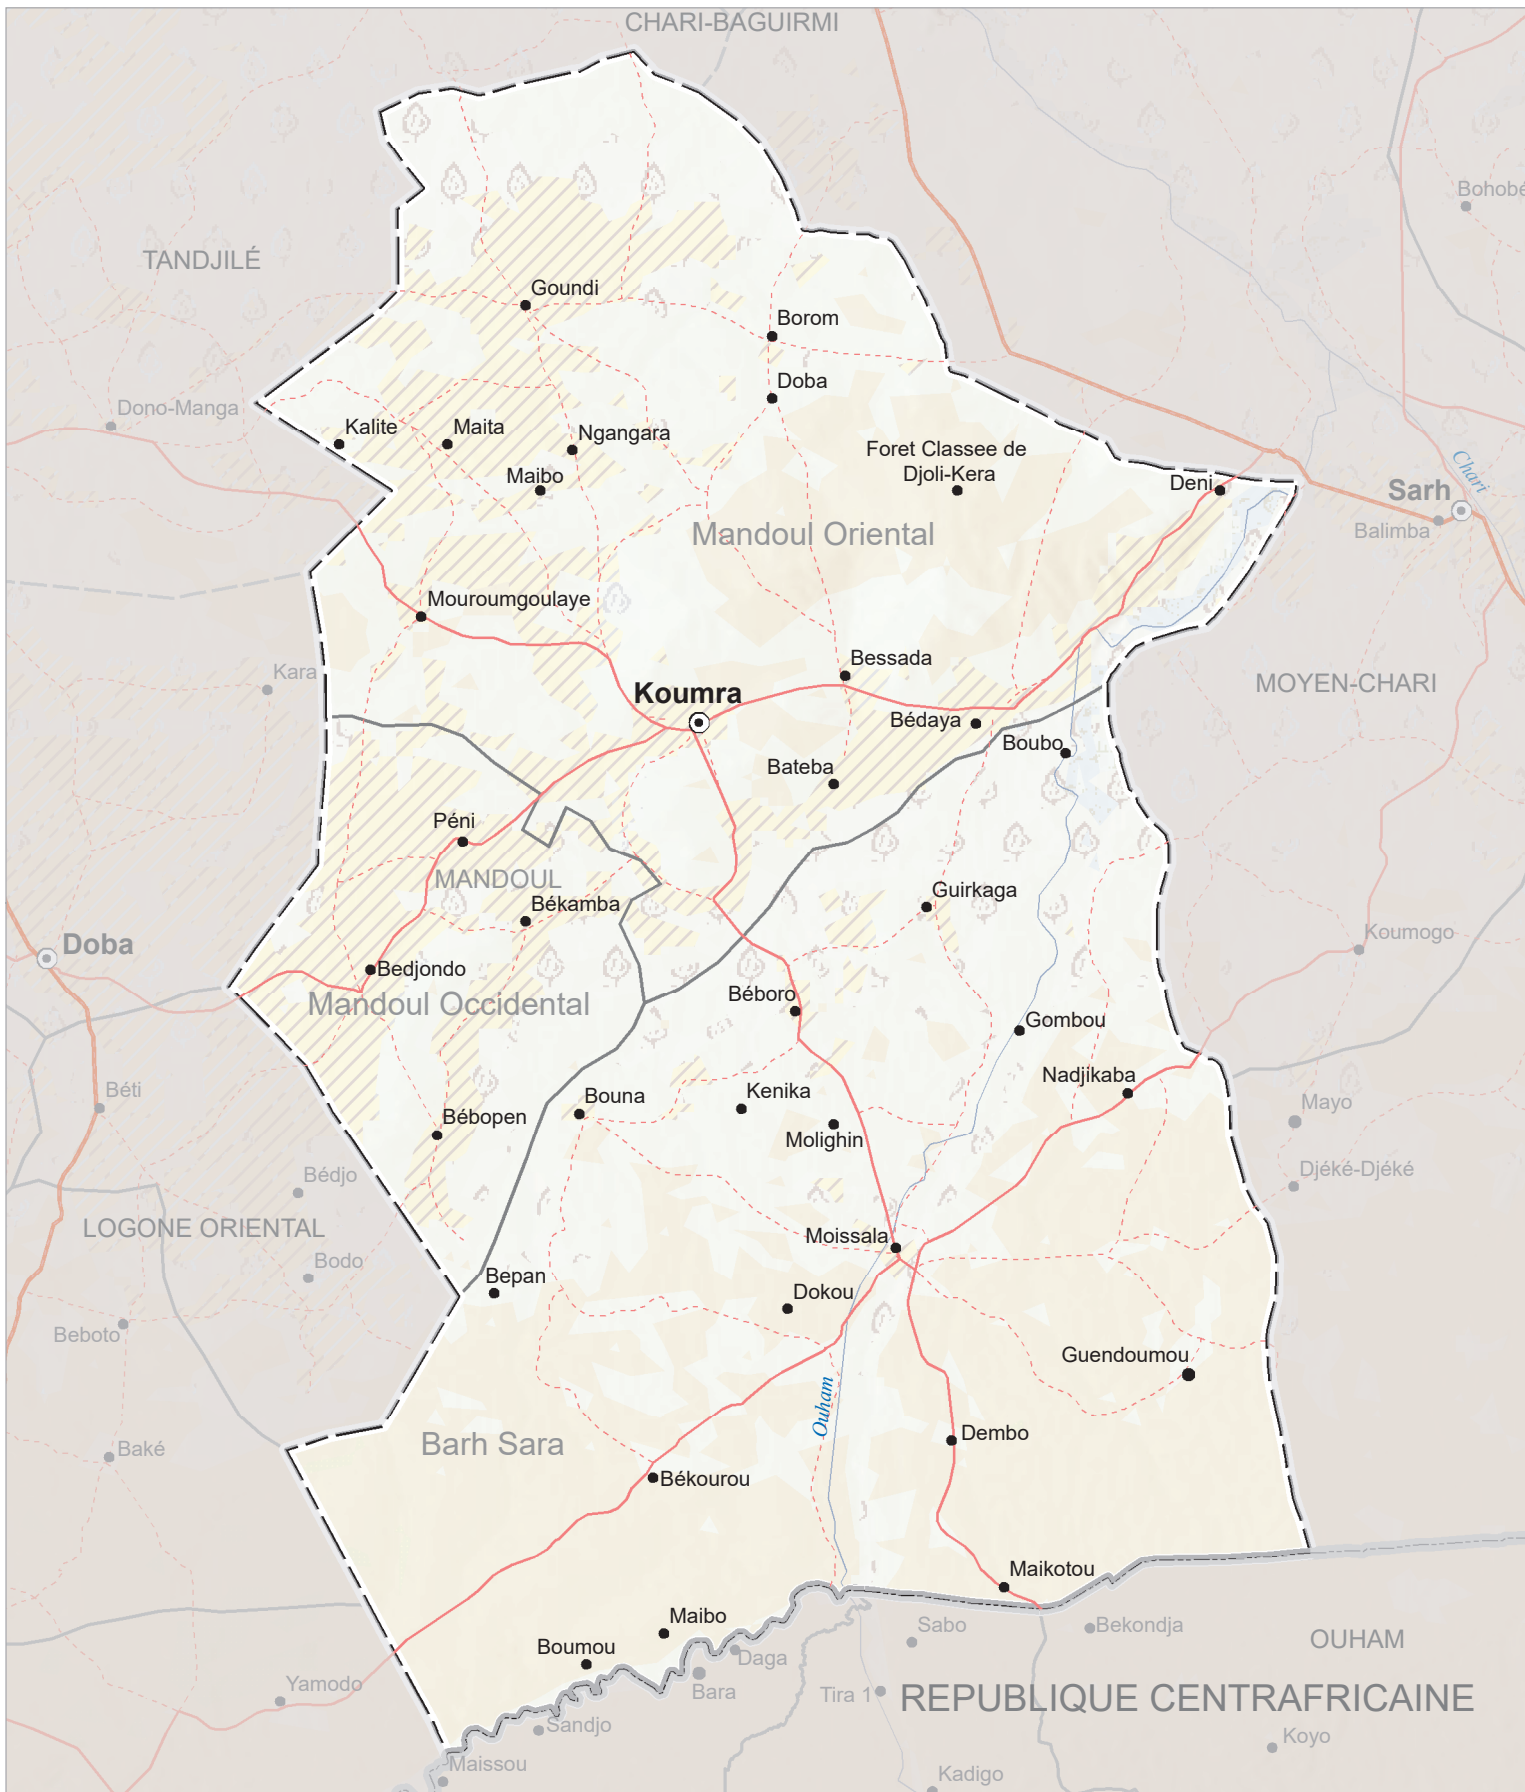 CHARI-BAGUIRMI
Bohobé
TANDJILÉ
Goundi
Borom
Doba
Dono-Manga
Kalite
Maita
Ngangara
Foret Classee de
Djoli-Kera
Maibo
Deni
Chari
Sarh
Balimba
Mandoul Oriental
Mouroumgoulaye
Bessada
Kara
MOYEN-CHARI
Koumra
Bédaya
Boubo
Bateba
Péni
MANDOUL
Guirkaga
Békamba
Doba
Koumogo
Bedjondo
Mandoul Occidental
Béboro
Gombou
Nadjikaba
Béti
Bouna
Kenika
Mayo
Bébopen
Molighin
Bédjo
Djéké-Djéké
LOGONE ORIENTAL
Moissala
Bodo
Bepan
Dokou
Beboto
Guendoumou
Ouham
Dembo
Barh Sara
Baké
Békourou
Maikotou
Maibo
Sabo
Bekondja
OUHAM
Boumou
Daga
Yamodo
Bara
Tira 1
REPUBLIQUE CENTRAFRICAINE
Sandjo
Koyo
Maissou
Kadigo